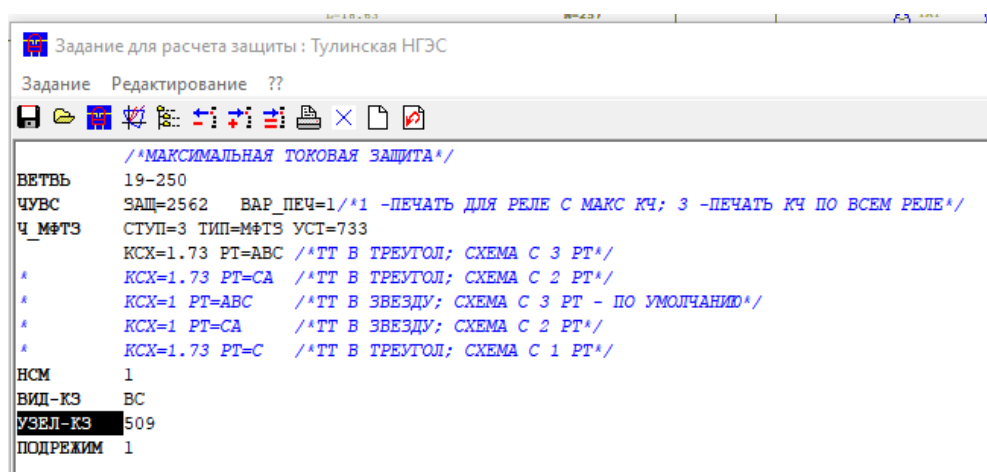 L=18.63 N=257
Задание для расчета защиты : Тулинская НГЭС
Задание Редактирование ??
/*МАКСИМАЛЬНАЯ ТОКОВАЯ ЗАЩИТА*/
ВЕТВЬ 19-250
ЧУВС ЗАЩ=2562 ВАР_ПЕЧ=1/*1 -ПЕЧАТЬ ДЛЯ РЕЛЕ С МАКС КЧ; 3 -ПЕЧАТЬ КЧ ПО ВСЕМ РЕЛЕ*/
Ч_МФТЗ СТУП=3 ТИП=МФТЗ УСТ=733
КСХ=1.73 РТ=АВС /*ТТ В ТРЕУГОЛ; СХЕМА С 3 РТ*/
* КСХ=1.73 РТ=СА /*ТТ В ТРЕУГОЛ; СХЕМА С 2 РТ*/
* КСХ=1 РТ=АВС /*ТТ В ЗВЕЗДУ; СХЕМА С 3 РТ - ПО УМОЛЧАНИЮ*/
* КСХ=1 РТ=СА /*ТТ В ЗВЕЗДУ; СХЕМА С 2 РТ*/
* КСХ=1.73 РТ=С /*ТТ В ТРЕУГОЛ; СХЕМА С 1 РТ*/
НСМ 1
ВИД-КЗ ВС
УЗЕЛ-КЗ 509
ПОДРЕЖИМ 1